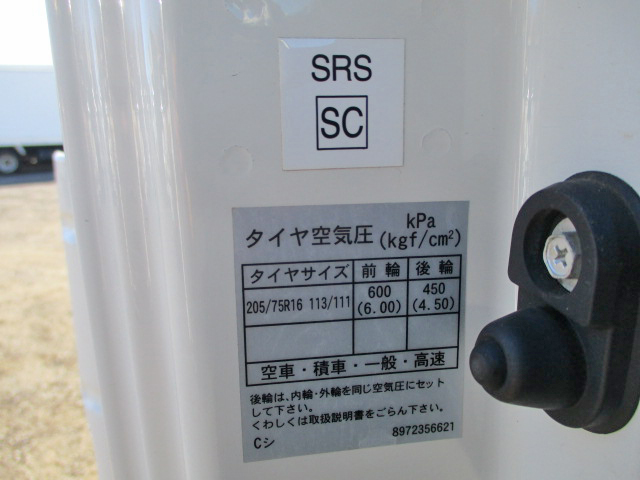 SRS
SC
タイヤ空気圧 kPa (kgf/cm²)
タイヤサイズ 前輪 後輪
205/75R16 113/111 600 (6.00) 450 (4.50)
空車・積車・一般・高速
後輪は、内輪・外輪を同じ空気圧にセット
して下さい。
くわしくは取扱説明書をごらん下さい。
Cシ 8972356621